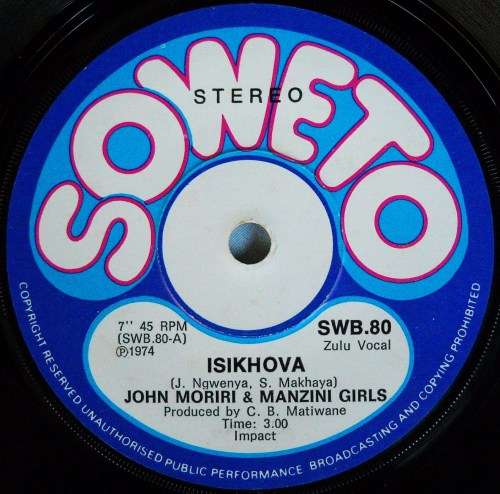 SOWETO
STEREO
7" 45 RPM
(SWB.80-A)
℗1974
SWB.80
Zulu Vocal
ISIKHOVA
(J. Ngwenya, S. Makhaya)
JOHN MORIRI & MANZINI GIRLS
Produced by C. B. Matiwane
Time: 3.00
Impact
COPYRIGHT RESERVED UNAUTHORISED PUBLIC PERFORMANCE BROADCASTING AND COPYING PROHIBITED